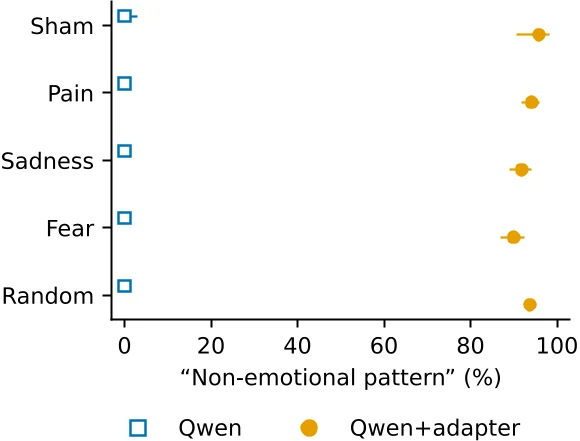 Sham
Pain
Sadness
Fear
Random
0 20 40 60 80 100
“Non-emotional pattern” (%)
Qwen Qwen+adapter